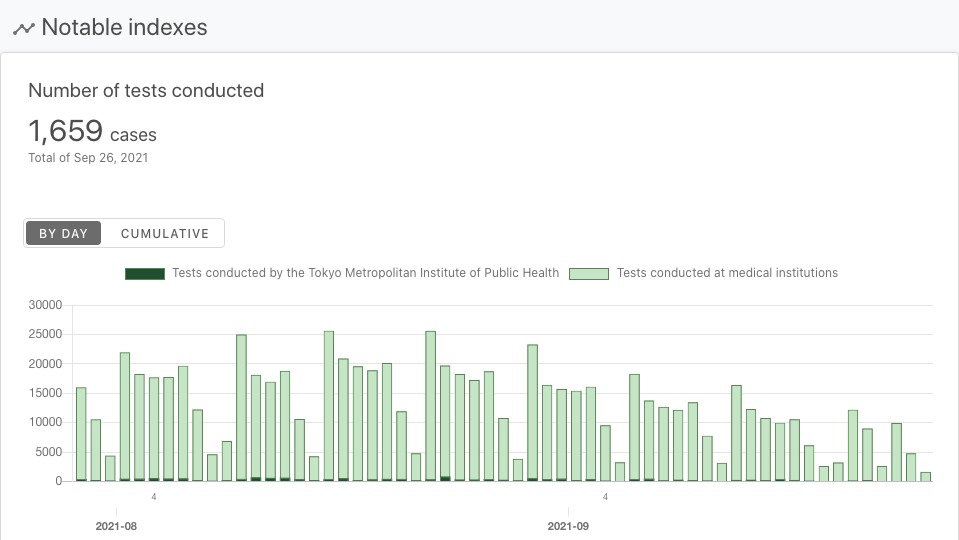 Notable indexes
Number of tests conducted
1,659 cases
Total of Sep 26, 2021
BY DAY CUMULATIVE
Tests conducted by the Tokyo Metropolitan Institute of Public Health Tests conducted at medical institutions
30000
25000
20000
15000
10000
5000
0
4 4
2021-08 2021-09